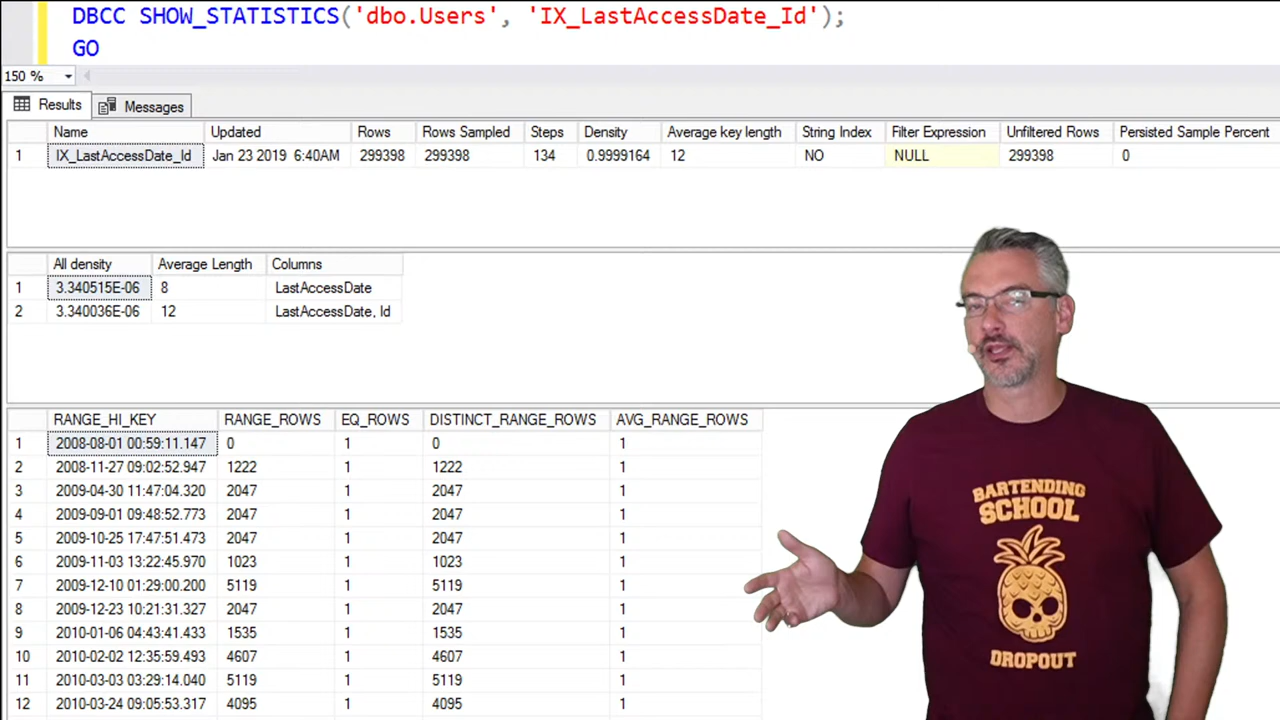 DBCC SHOW_STATISTICS('dbo.Users', 'IX_LastAccessDate_Id');
GO
150 %
Results Messages
Name Updated Rows Rows Sampled Steps Density Average key length String Index Filter Expression Unfiltered Rows Persisted Sample Percent
1 IX_LastAccessDate_Id Jan 23 2019 6:40AM 299398 299398 134 0.9999164 12 NO NULL 299398 0
All density Average Length Columns
1 3.340515E-06 8 LastAccessDate
2 3.340036E-06 12 LastAccessDate, Id
RANGE_HI_KEY RANGE_ROWS EQ_ROWS DISTINCT_RANGE_ROWS AVG_RANGE_ROWS
1 2008-08-01 00:59:11.147 0 1 0 1
2 2008-11-27 09:02:52.947 1222 1 1222 1
3 2009-04-30 11:47:04.320 2047 1 2047 1
4 2009-09-01 09:48:52.773 2047 1 2047 1
5 2009-10-25 17:47:51.473 2047 1 2047 1
6 2009-11-03 13:22:45.970 1023 1 1023 1
7 2009-12-10 01:29:00.200 5119 1 5119 1
8 2009-12-23 10:21:31.327 2047 1 2047 1
9 2010-01-06 04:43:41.433 1535 1 1535 1
10 2010-02-02 12:35:59.493 4607 1 4607 1
11 2010-03-03 03:29:14.040 5119 1 5119 1
12 2010-03-24 09:05:53.317 4095 1 4095 1
BARTENDING
SCHOOL
DROPOUT